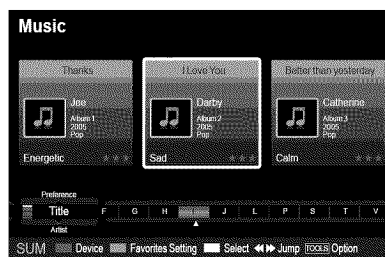 Music
Thanks
I Love You
Better than yesterday
Joe
Album 1
2005
Pop
Darby
Album 2
2005
Pop
Catherine
Album 3
2005
Pop
Energetic
Sad
Calm
Preference
Title
F G H J L P S T V
Artist
SUM Device Favorites Setting Select Jump TOOLS Option